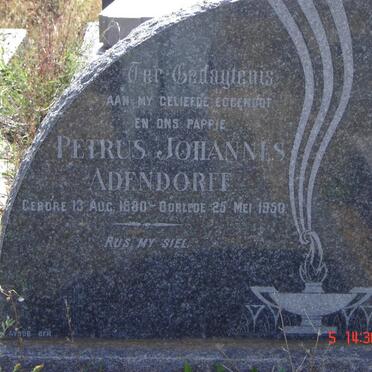 Ter Gedagtenis
AAN MY GELIEFDE EGGENOOT
EN ONS PAPPIE
PETRUS JOHANNES
ADENDORFF
GEBORE 13 AUG. 1880 - OORLEDE 25 MEI 1950.
RUS MY SIEL.
5 14:3